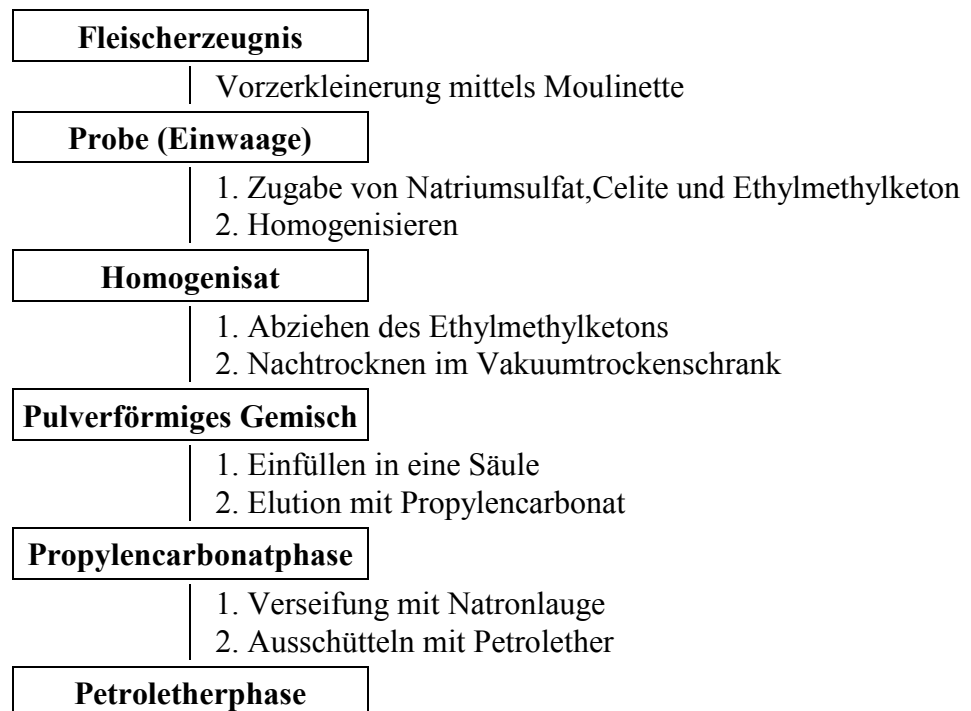 Fleischerzeugnis
Vorzerkleinerung mittels Moulinette
Probe (Einwaage)
1. Zugabe von Natriumsulfat,Celite und Ethylmethylketon
2. Homogenisieren
Homogenisat
1. Abziehen des Ethylmethylketons
2. Nachtrocknen im Vakuumtrockenschrank
Pulverförmiges Gemisch
1. Einfüllen in eine Säule
2. Elution mit Propylencarbonat
Propylencarbonatphase
1. Verseifung mit Natronlauge
2. Ausschütteln mit Petrolether
Petroletherphase